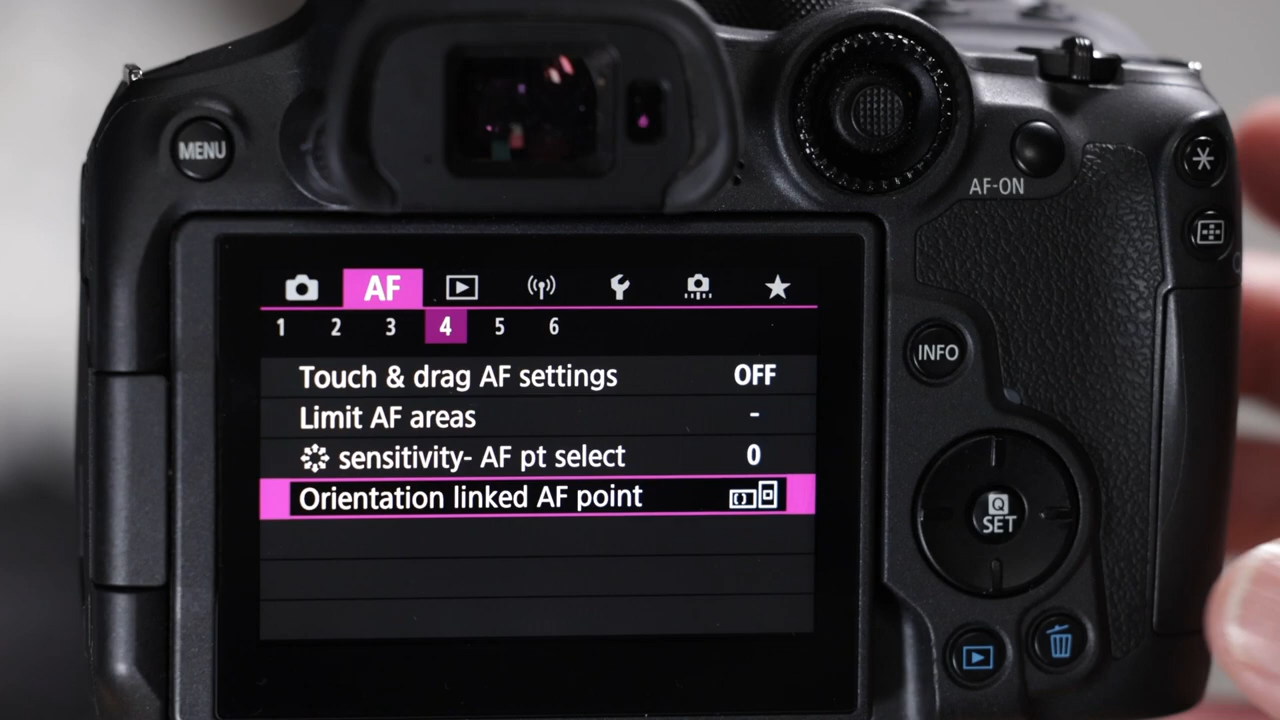 MENU
AF-ON
AF
1 2 3 4 5 6
Touch & drag AF settings OFF
Limit AF areas -
sensitivity- AF pt select 0
Orientation linked AF point
INFO
Q
SET